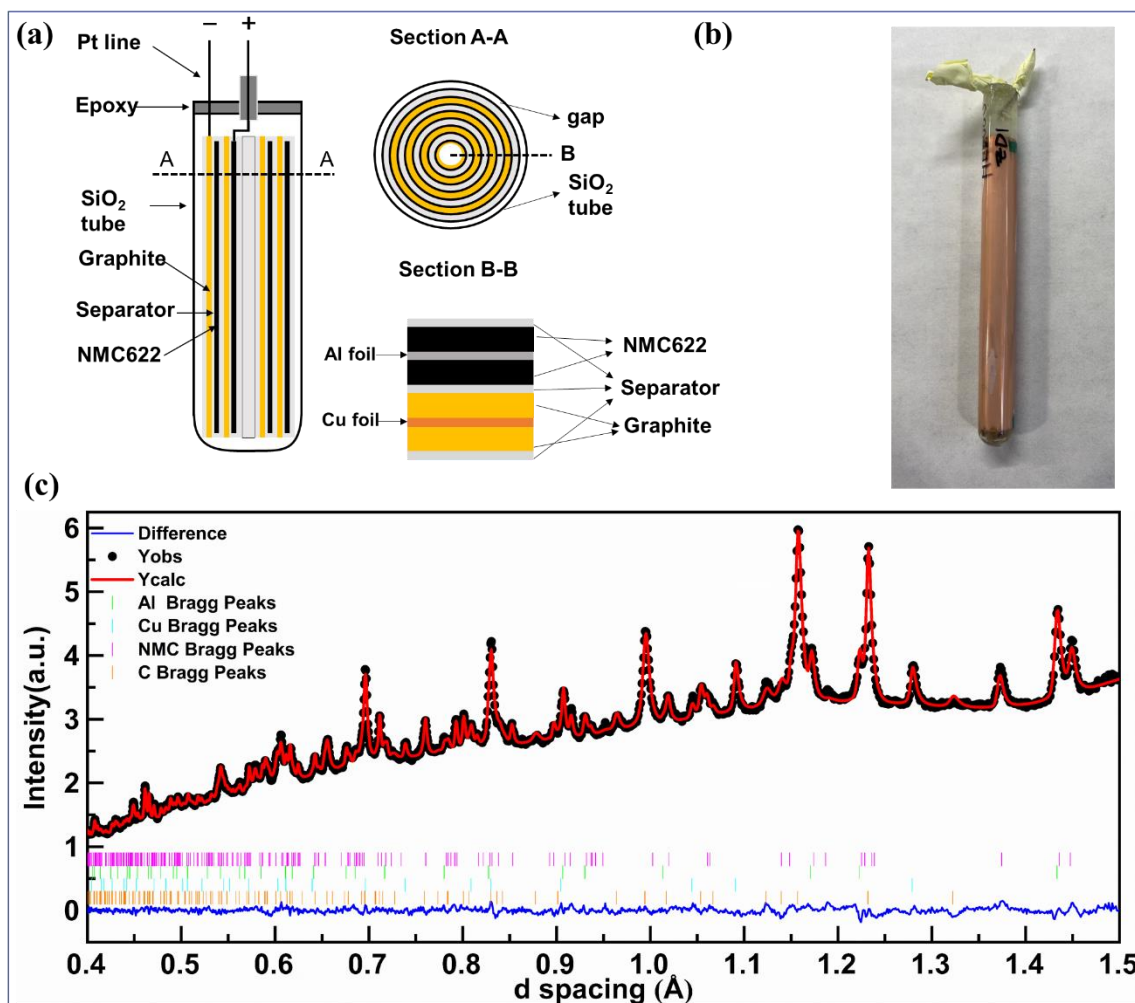 (a)
− +
Pt line
Epoxy
A A
SiO2
tube
Graphite
Separator
NMC622
Section A-A
gap
B
SiO2
tube
Section B-B
Al foil
Cu foil
NMC622
Separator
Graphite
(b)
(c)
Difference
Yobs
Ycalc
Al Bragg Peaks
Cu Bragg Peaks
NMC Bragg Peaks
C Bragg Peaks
Intensity(a.u.)
6
5
4
3
2
1
0
0.4 0.5 0.6 0.7 0.8 0.9 1.0 1.1 1.2 1.3 1.4 1.5
d spacing (Å)